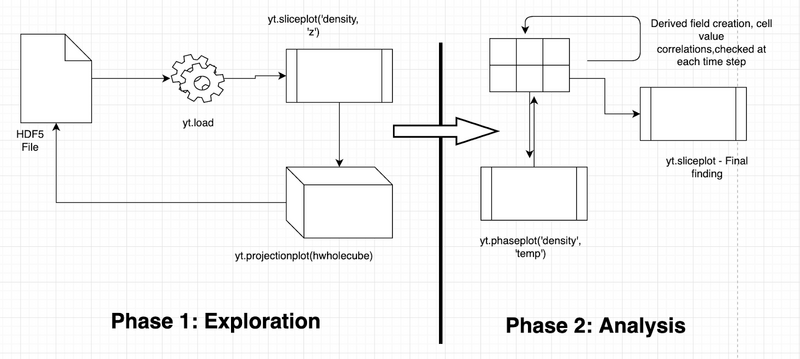 yt.sliceplot('density,
'z')
HDF5
File
yt.load
yt.projectionplot(hwholecube)
Phase 1: Exploration
Derived field creation, cell
value
correlations,checked at
each time step
yt.sliceplot - Final
finding
yt.phaseplot('density',
'temp')
Phase 2: Analysis